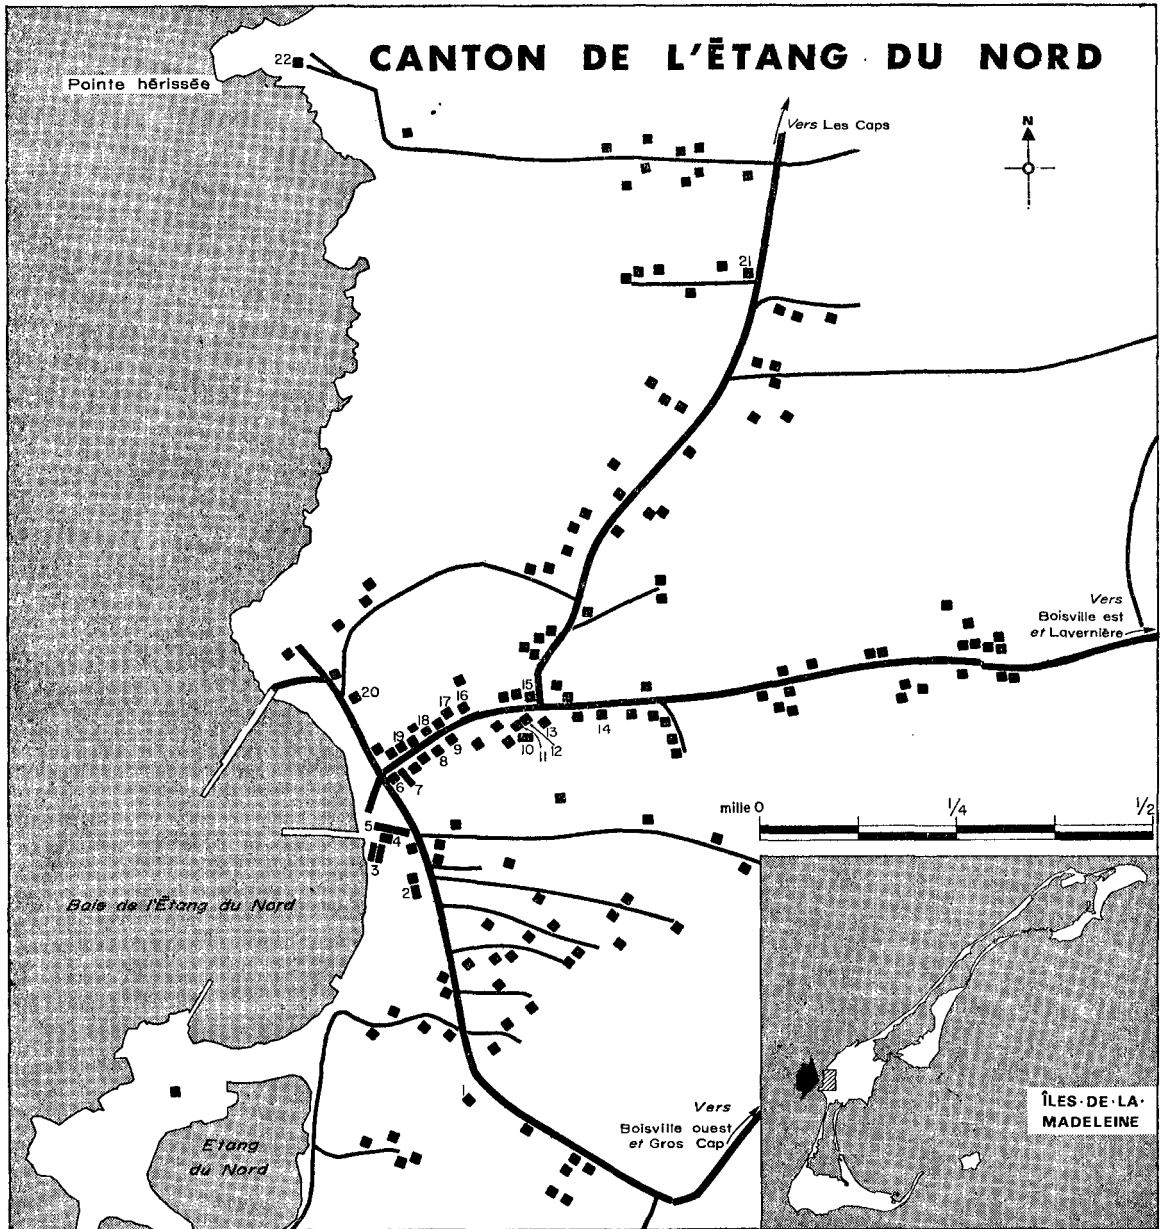 CANTON DE L'ÉTANG DU NORD
22
Pointe hérissée
Vers Les Caps
N
21
Vers
Boisville est
et Lavernière
20
19
18
17
16
15
14
13
12
11
10
9
8
7
6
5
4
3
2
1
mille 0
1/4
1/2
Baie de l'Étang du Nord
Etang
du Nord
Vers
Boisville ouest
et Gros Cap
ÎLES·DE·LA·
MADELEINE